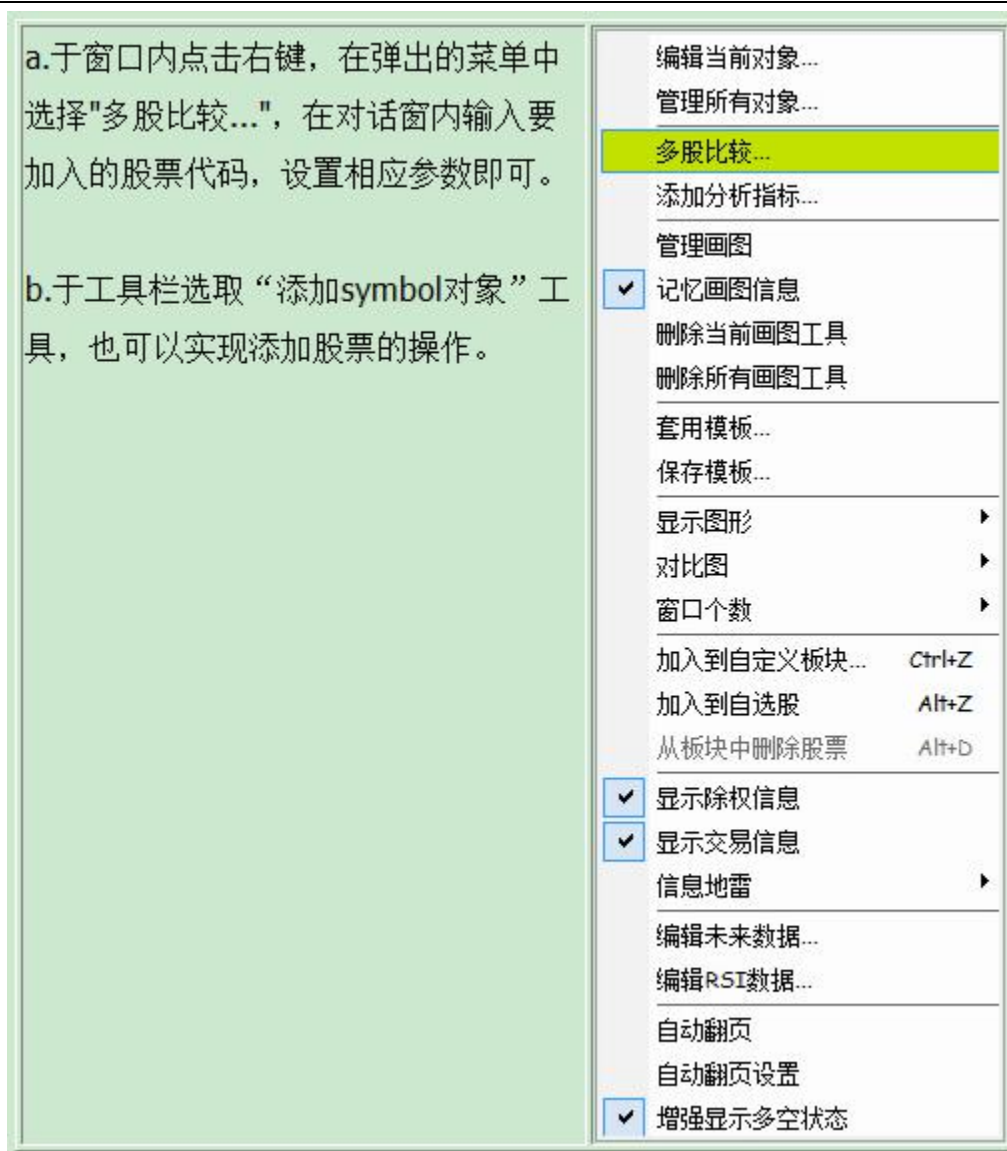 a.于窗口内点击右键，在弹出的菜单中
选择"多股比较..."，在对话窗内输入要
加入的股票代码，设置相应参数即可。
b.于工具栏选取“添加symbol对象”工
具，也可以实现添加股票的操作。
编辑当前对象...
管理所有对象...
多股比较...
添加分析指标...
管理画图
记忆画图信息
删除当前画图工具
删除所有画图工具
套用模板...
保存模板...
显示图形
对比图
窗口个数
加入到自定义板块... Ctrl+Z
加入到自选股 Alt+Z
从板块中删除股票 Alt+D
显示除权信息
显示交易信息
信息地雷
编辑未来数据...
编辑RSI数据...
自动翻页
自动翻页设置
增强显示多空状态